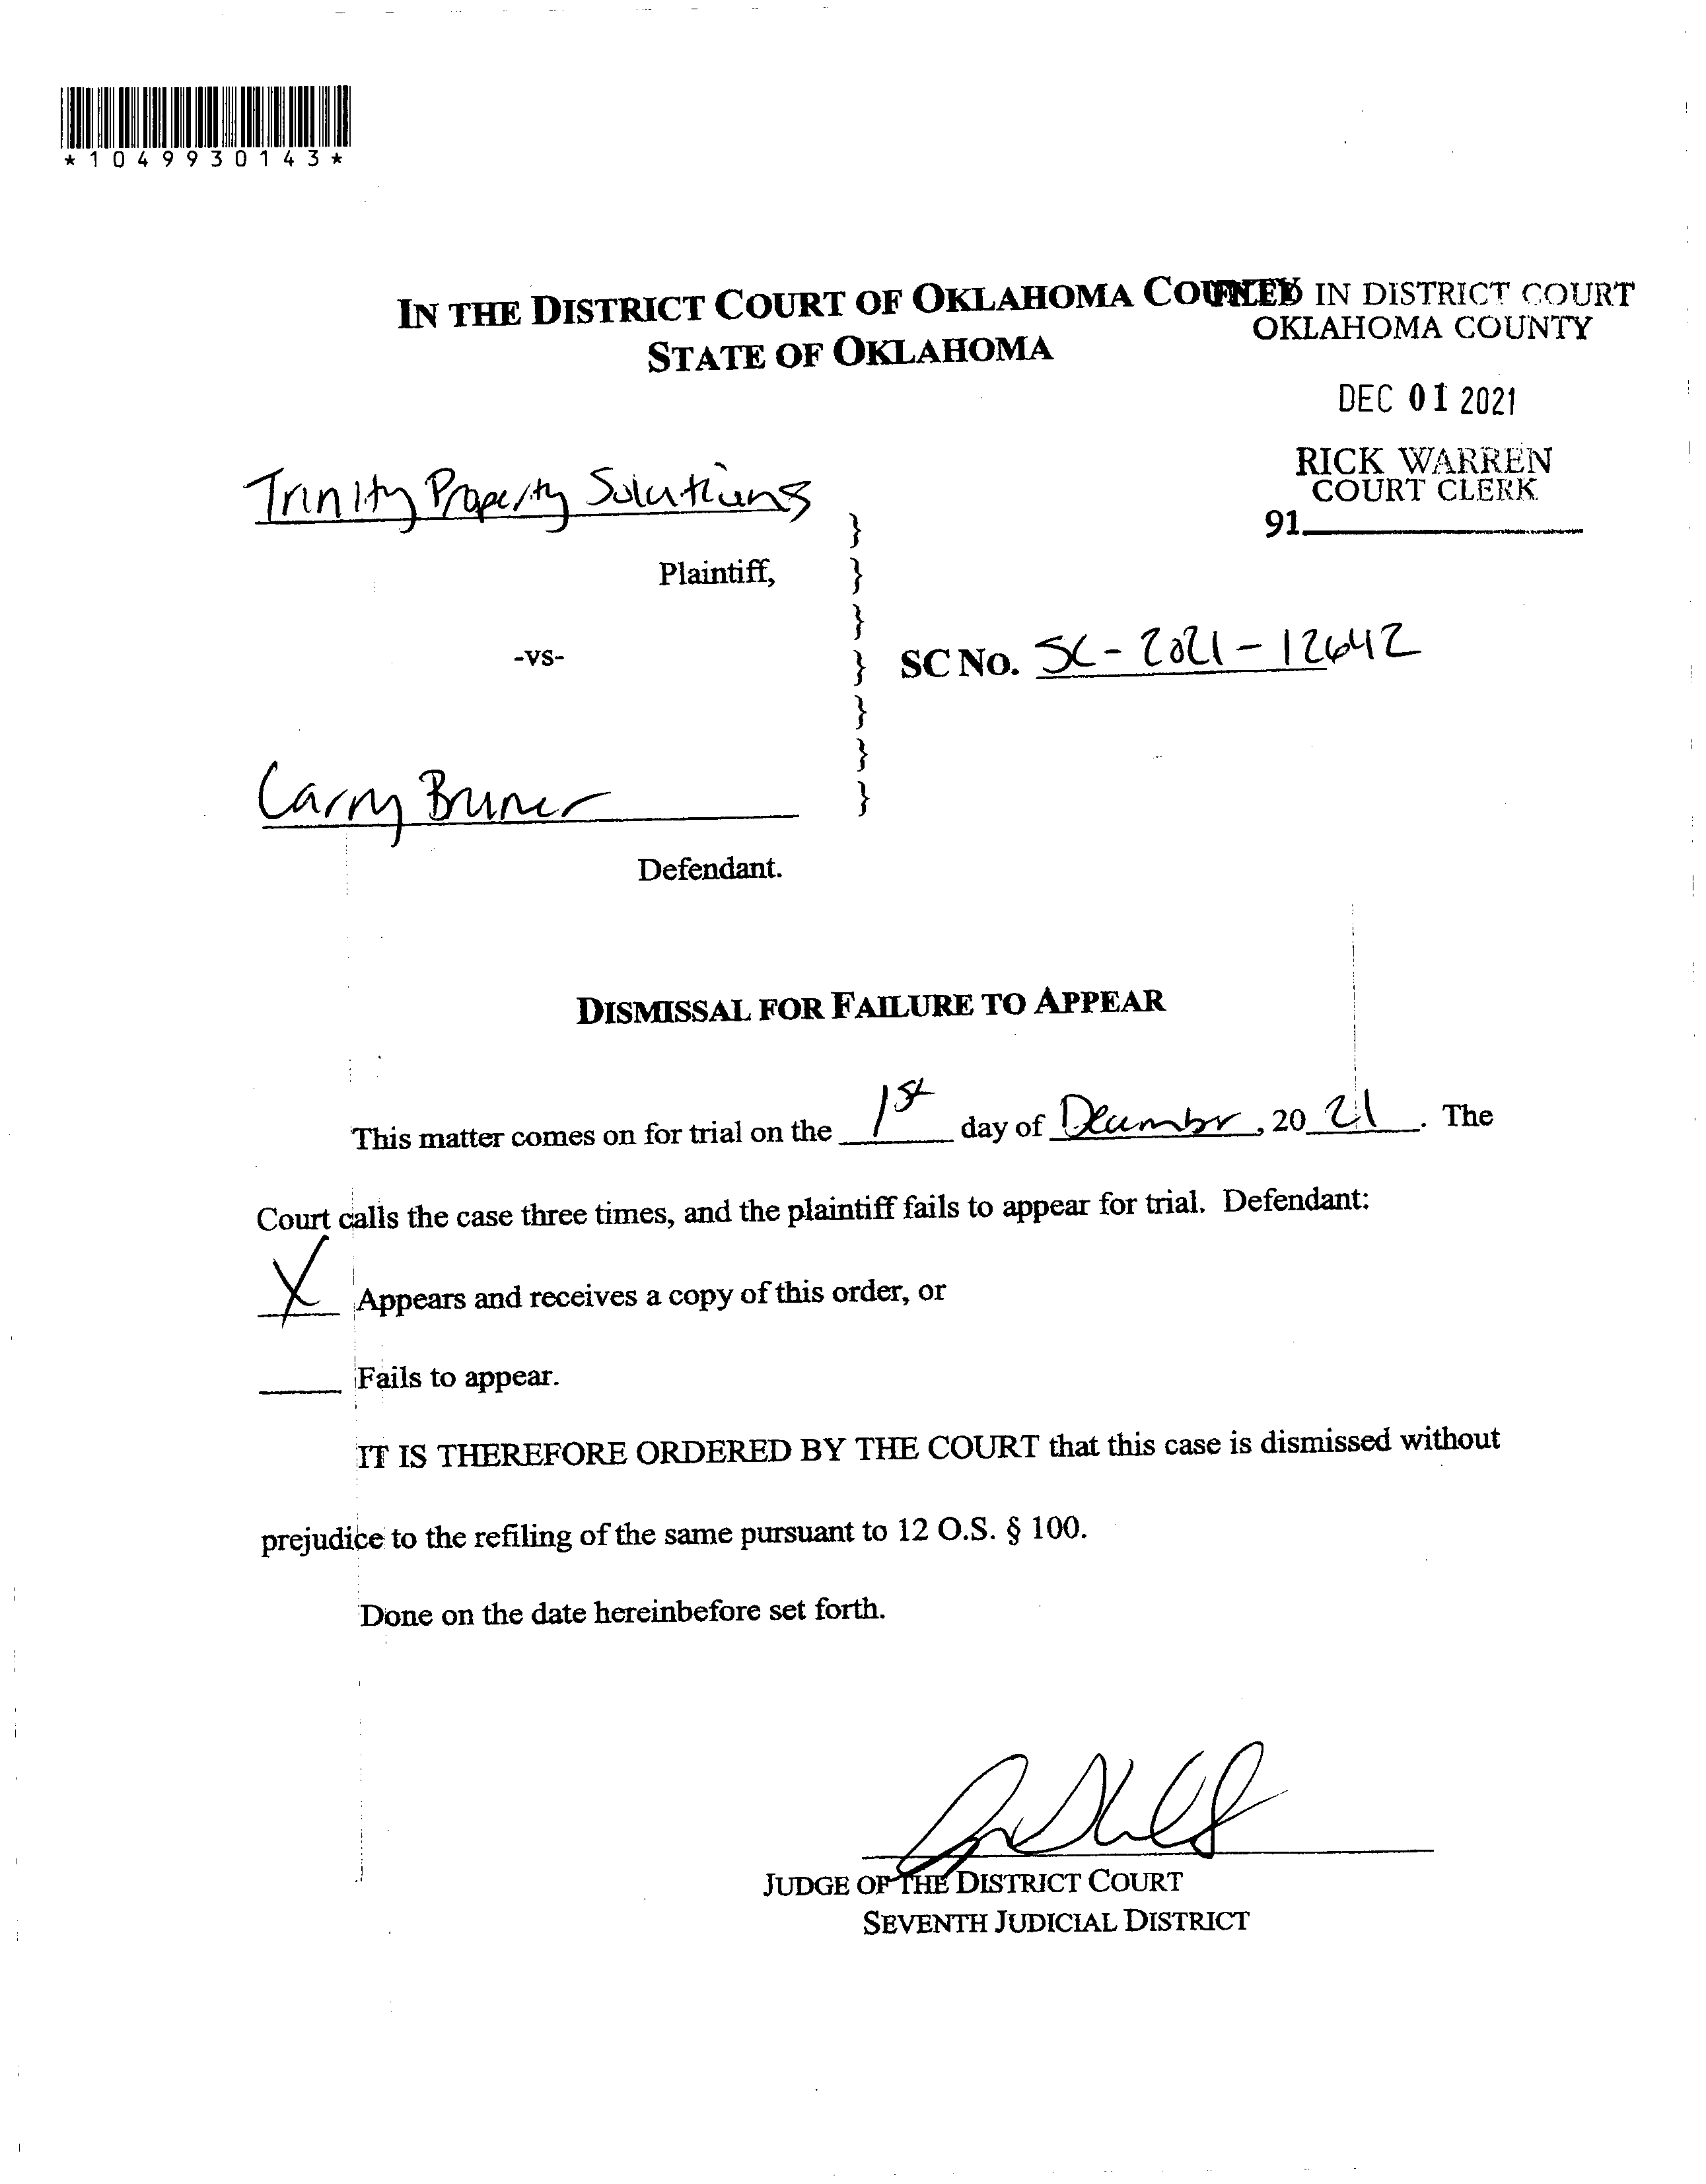 *1049930143*
IN THE DISTRICT COURT OF OKLAHOMA COUNTY
STATE OF OKLAHOMA
FILED IN DISTRICT COURT
OKLAHOMA COUNTY
DEC 01 2021
RICK WARREN
COURT CLERK
91
Trinity Property Solutions
Plaintiff,
-vs-
SC No. SC-2021-12642
Bruner
Defendant.
DISMISSAL FOR FAILURE TO APPEAR
This matter comes on for trial on the 1st day of December, 20 21. The
Court calls the case three times, and the plaintiff fails to appear for trial. Defendant:
X Appears and receives a copy of this order, or
Fails to appear.
IT IS THEREFORE ORDERED BY THE COURT that this case is dismissed without
prejudice to the refiling of the same pursuant to 12 O.S. § 100.
Done on the date hereinbefore set forth.
JUDGE OF THE DISTRICT COURT
SEVENTH JUDICIAL DISTRICT